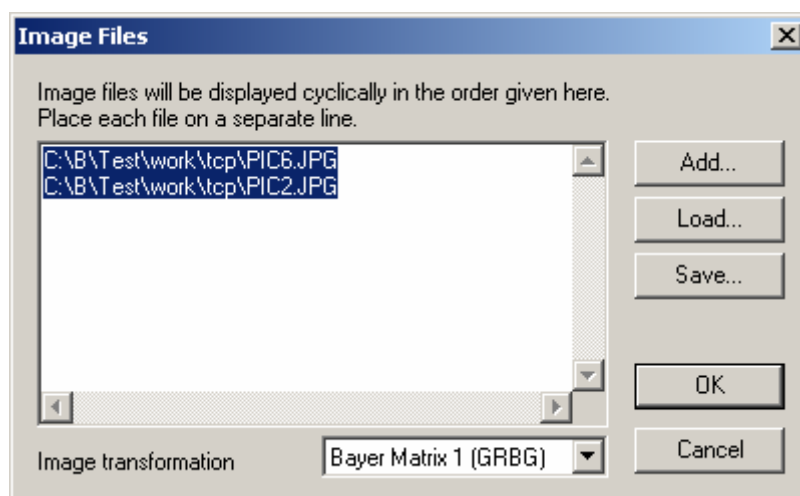 Image Files
Image files will be displayed cyclically in the order given here.
Place each file on a separate line.
C:\B\Test\work\tcp\PIC6.JPG
C:\B\Test\work\tcp\PIC2.JPG
Add...
Load...
Save...
OK
Cancel
Image transformation
Bayer Matrix 1 (GRBG)